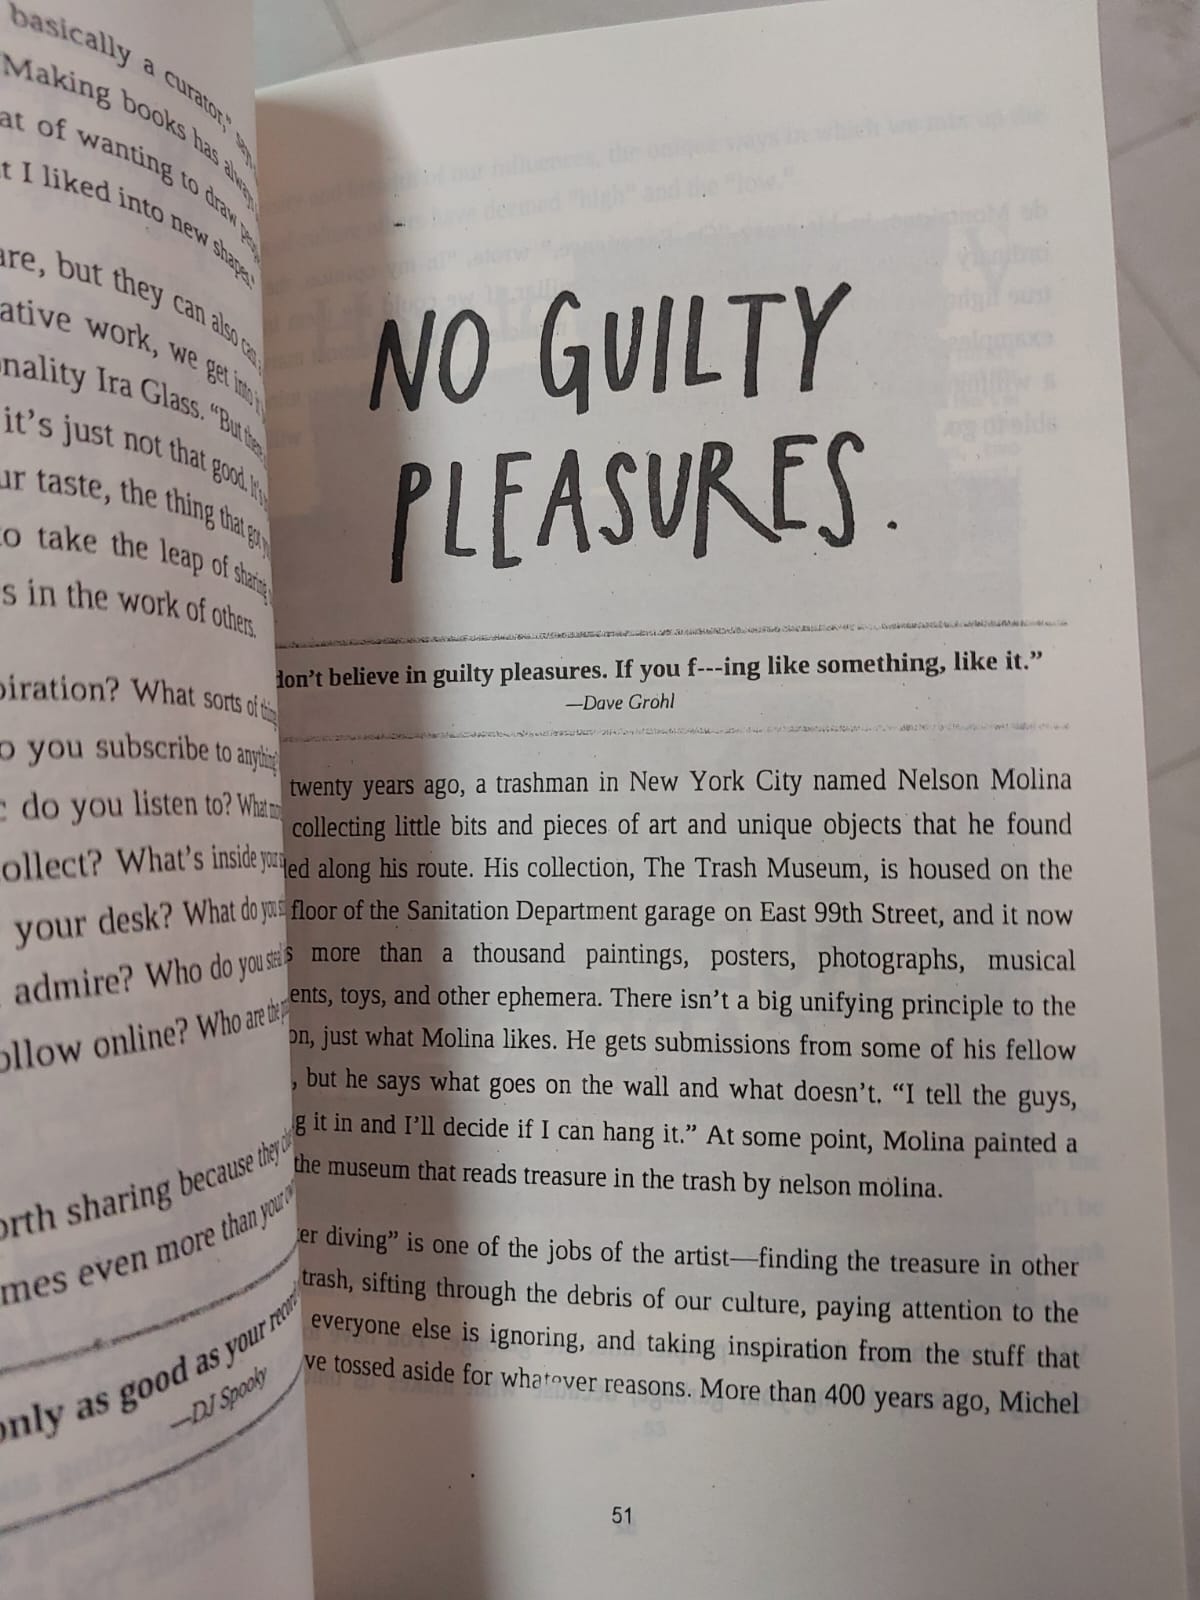 basically a curator,"
Making books has always
at of wanting to draw
t I liked into new shapes."
are, but they can also
ative work, we get into
nality Ira Glass. "But there
it's just not that good. It's
ur taste, the thing that got
to take the leap of sharing
s in the work of others.
piration? What sorts of
o you subscribe to anything
c do you listen to? What
ollect? What's inside your
your desk? What do you
admire? Who do you steal
ollow online? Who are the
orth sharing because they
mes even more than your
only as good as your record
—DJ Spooky
NO GUILTY
PLEASURES.
don't believe in guilty pleasures. If you f---ing like something, like it."
—Dave Grohl
twenty years ago, a trashman in New York City named Nelson Molina
collecting little bits and pieces of art and unique objects that he found
ed along his route. His collection, The Trash Museum, is housed on the
floor of the Sanitation Department garage on East 99th Street, and it now
s more than a thousand paintings, posters, photographs, musical
ents, toys, and other ephemera. There isn't a big unifying principle to the
on, just what Molina likes. He gets submissions from some of his fellow
, but he says what goes on the wall and what doesn't. "I tell the guys,
g it in and I'll decide if I can hang it." At some point, Molina painted a
the museum that reads treasure in the trash by nelson molina.
er diving" is one of the jobs of the artist—finding the treasure in other
trash, sifting through the debris of our culture, paying attention to the
everyone else is ignoring, and taking inspiration from the stuff that
ve tossed aside for whatever reasons. More than 400 years ago, Michel
51